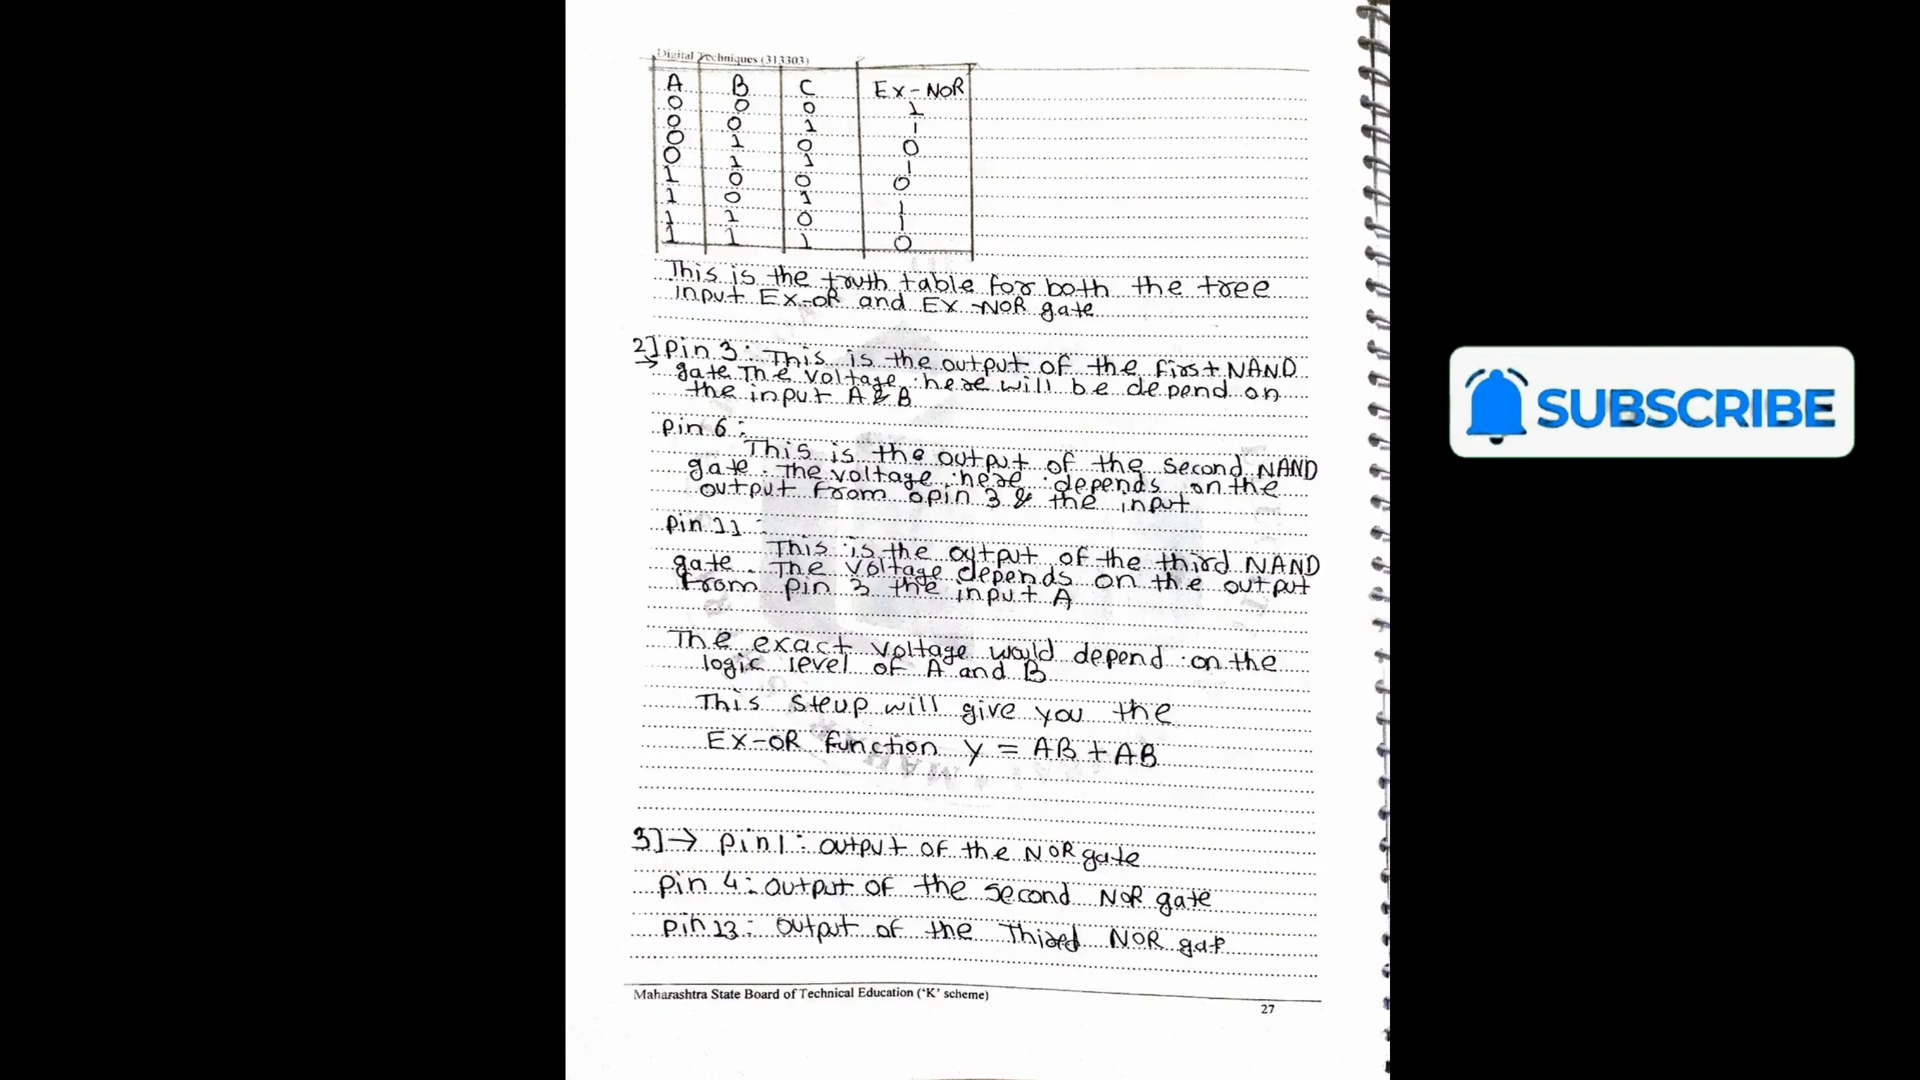 Digital Techniques (313303)
A B C Ex-NOR
0 0 0 1
0 0 1 1
0 1 0 0
0 1 1 1
1 0 0 0
1 0 1 1
1 1 0 1
1 1 1 0
This is the truth table for both the tree
input Ex-OR and Ex-NOR gate
2] Pin 3: This is the output of the first NAND
→ gate The voltage here will be depend on
the input A & B
Pin 6:
This is the output of the second NAND
gate. The voltage here depends on the
output from opin 3 & the input
Pin 11
This is the output of the third NAND
gate. The voltage depends on the output
from pin 3 the input A
The exact voltage would depend on the
logic level of A and B
This steup will give you the
EX-OR function Y = AB + AB
3] → Pin 1: output of the NOR gate
Pin 4: output of the second NOR gate
Pin 13: output of the NOR gat
Maharashtra State Board of Technical Education ('K' scheme)
27
SUBSCRIBE